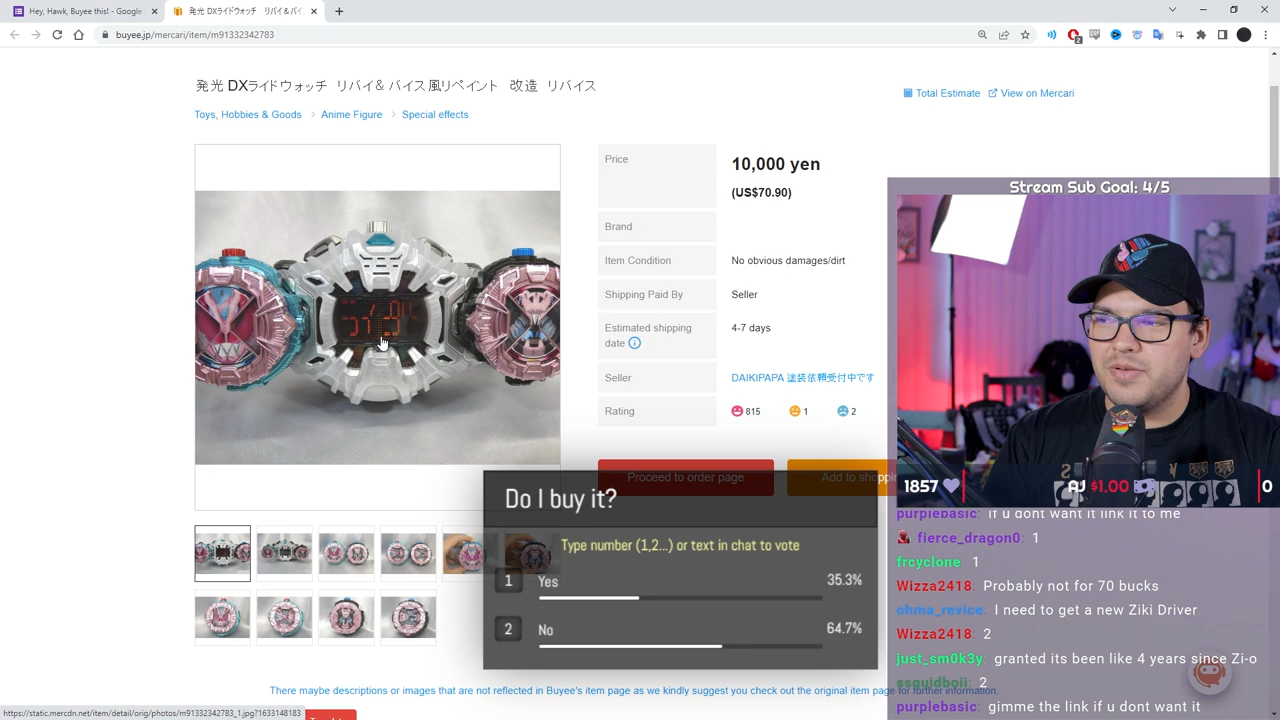 Hey, Hawk, Buyee this! - Google
発光 DXライドウォッチ リバイ&バイス
buyee.jp/mercari/item/m91332342783
発光 DXライドウォッチ リバイ& バイス風リペイント 改造 リバイス
Total Estimate
View on Mercari
Toys, Hobbies & Goods > Anime Figure > Special effects
Price
10,000 yen
(US$70.90)
Brand
Item Condition
No obvious damages/dirt
Shipping Paid By
Seller
Estimated shipping date
4-7 days
Seller
DAIKIPAPA 塗装依頼受付中です
Rating
815
1
2
Proceed to order page
Add to shoppin
Do I buy it?
Type number (1,2...) or text in chat to vote
1 Yes 35.3%
2 No 64.7%
There maybe descriptions or images that are not reflected in Buyee's item page as we kindly suggest you check out the original item page for further information.
https://static.mercdn.net/item/detail/orig/photos/m91332342783_1.jpg?1633148183
Stream Sub Goal: 4/5
1857
AJ $1.00
0
purplebasic: if u dont want it link it to me
fierce_dragon0: 1
frcyclone: 1
Wizza2418: Probably not for 70 bucks
ohma_revice: I need to get a new Ziki Driver
Wizza2418: 2
just_sm0k3y: granted its been like 4 years since Zi-o
ssquidboii: 2
purplebasic: gimme the link if u dont want it